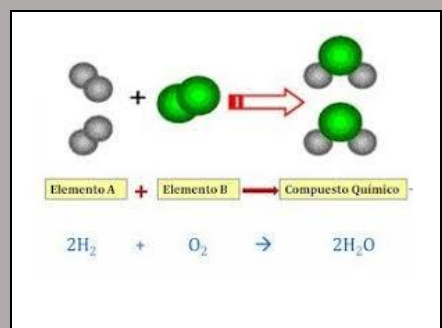 +
Elemento A + Elemento B → Compuesto Químico
2H₂ + O₂ → 2H₂O